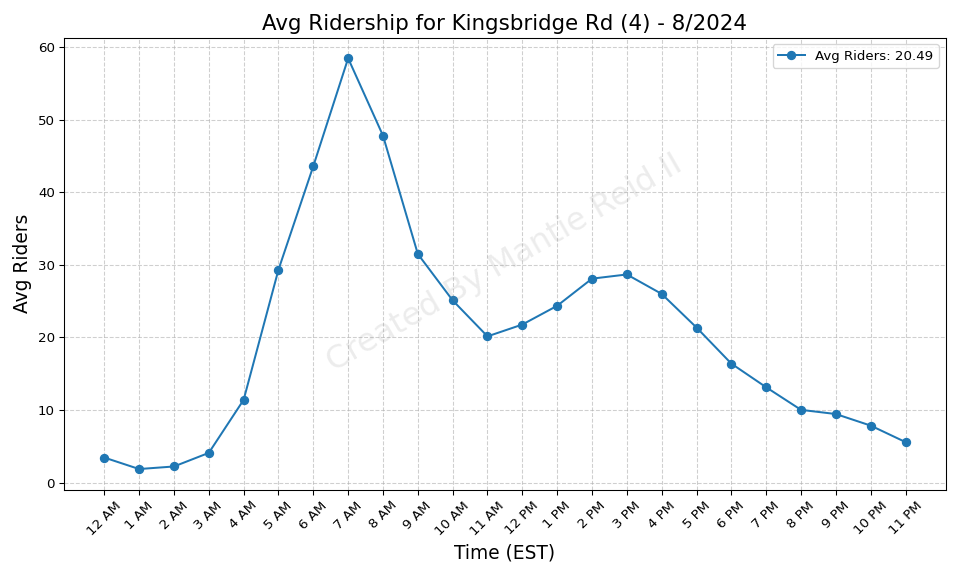 Avg Ridership for Kingsbridge Rd (4) - 8/2024
Avg Riders: 20.49
60
50
40
30
20
10
0
Avg Riders
Created By Mantie Reid II
12 AM
1 AM
2 AM
3 AM
4 AM
5 AM
6 AM
7 AM
8 AM
9 AM
10 AM
11 AM
12 PM
1 PM
2 PM
3 PM
4 PM
5 PM
6 PM
7 PM
8 PM
9 PM
10 PM
11 PM
Time (EST)